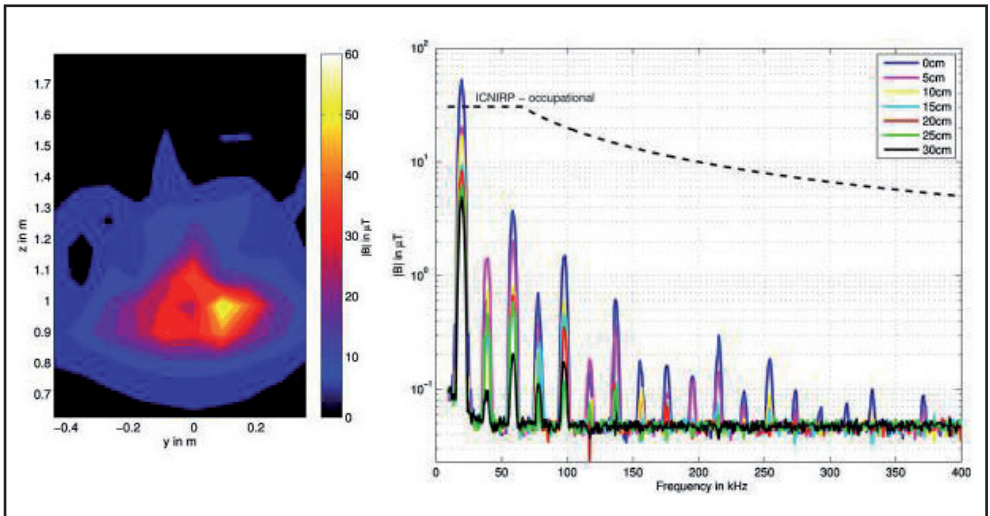 1.7
1.6
1.5
1.4
1.3
1.2
1.1
1
0.9
0.8
0.7
z in m
−0.4
−0.2
0
0.2
y in m
60
50
40
30
20
10
0
|B| in µT
10²
10¹
10⁰
10⁻¹
|B| in µT
ICNIRP − occupational
0cm
5cm
10cm
15cm
20cm
25cm
30cm
0
50
100
150
200
250
300
350
400
Frequency in kHz